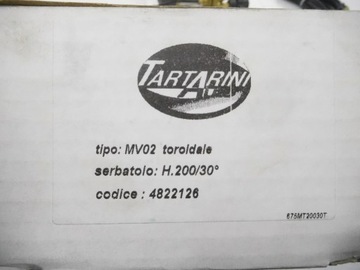 TARTARINI
tipo: MV02 toroidale
serbatoio: H.200/30°
codice : 4822126
675MT20030T